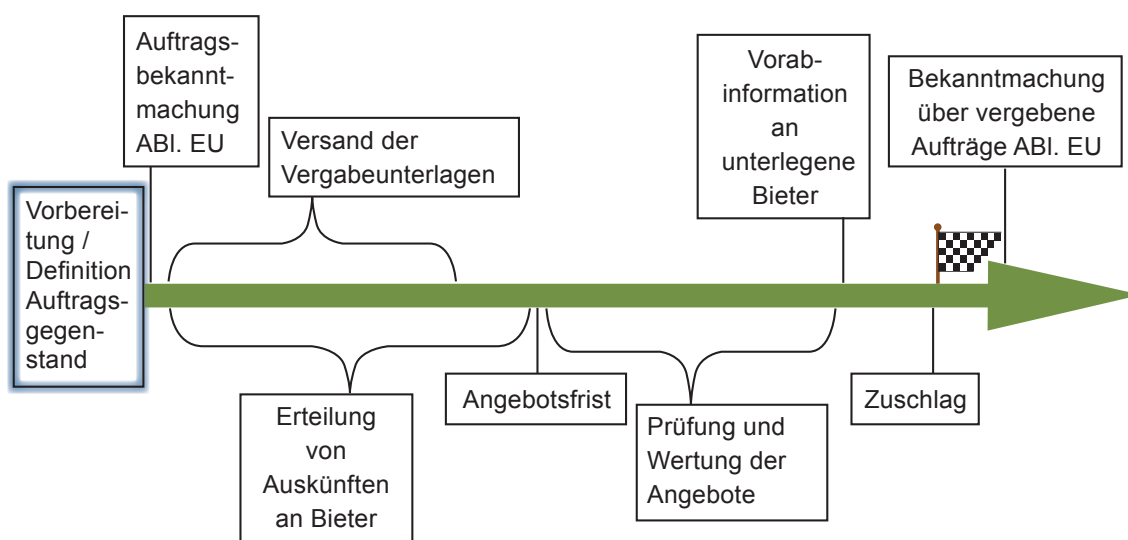 Auftrags-
bekannt-
machung
ABl. EU
Versand der
Vergabeunterlagen
Vorab-
information
an
unterlegene
Bieter
Bekanntmachung
über vergebene
Aufträge ABl. EU
Vorberei-
tung /
Definition
Auftrags-
gegen-
stand
Erteilung
von
Auskünften
an Bieter
Angebotsfrist
Prüfung und
Wertung der
Angebote
Zuschlag